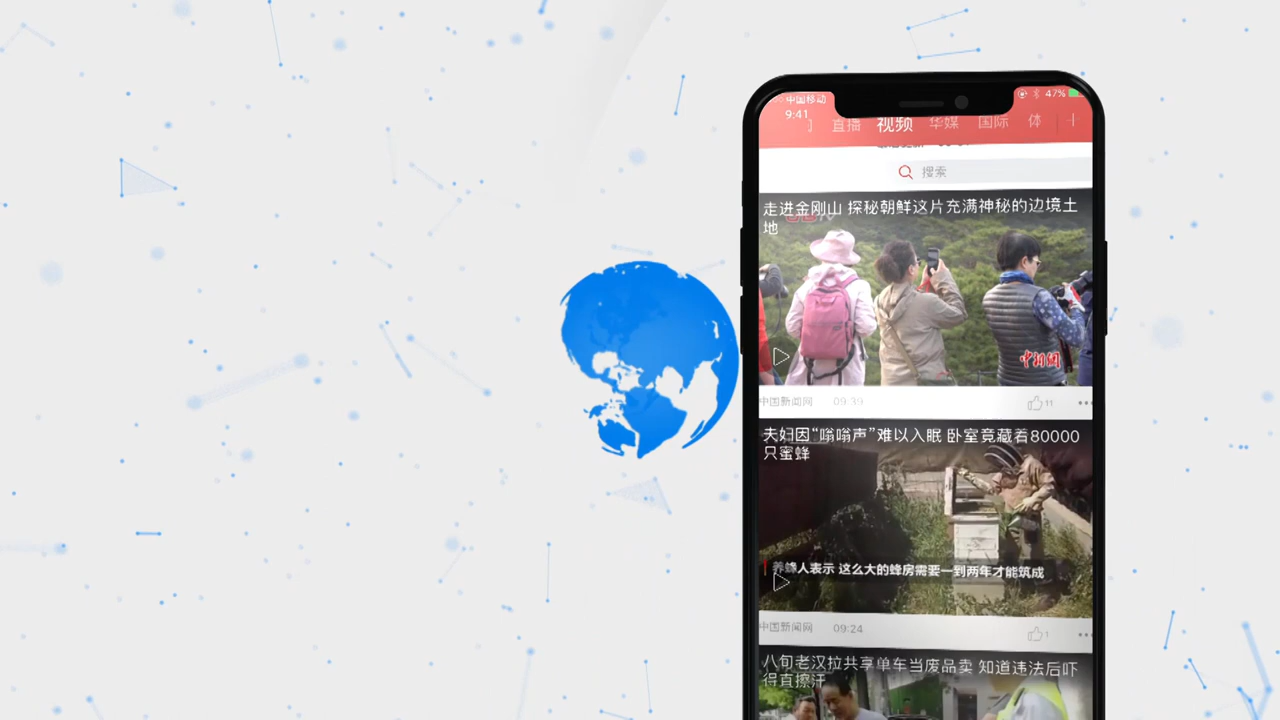 中国移动
9:41
47%
直播 视频 华媒 国际 体
搜索
走进金刚山 探秘朝鲜这片充满神秘的边境土
地
中新网
中国新闻网 09:39 11
夫妇因“嗡嗡声”难以入眠 卧室竟藏着80000
只蜜蜂
养蜂人表示 这么大的蜂房需要一到两年才能筑成
中国新闻网 09:24 1
八旬老汉拉共享单车当废品卖 知道违法后吓
得直擦汗